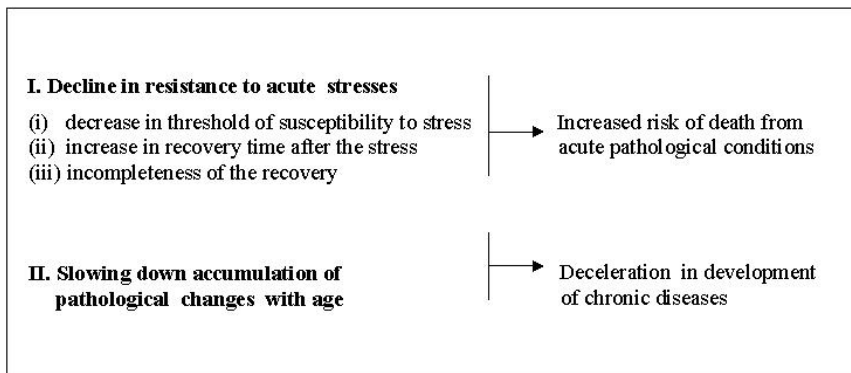 I. Decline in resistance to acute stresses
(i) decrease in threshold of susceptibility to stress
(ii) increase in recovery time after the stress
(iii) incompleteness of the recovery
Increased risk of death from
acute pathological conditions
II. Slowing down accumulation of
pathological changes with age
Deceleration in development
of chronic diseases